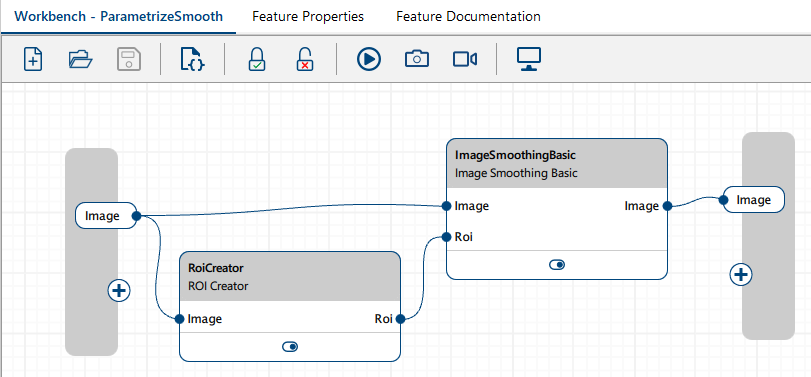 Workbench - ParametrizeSmooth Feature Properties Feature Documentation
ImageSmoothingBasic
Image Smoothing Basic
Image
Image
Image
Image
Roi
RoiCreator
ROI Creator
Image
Roi